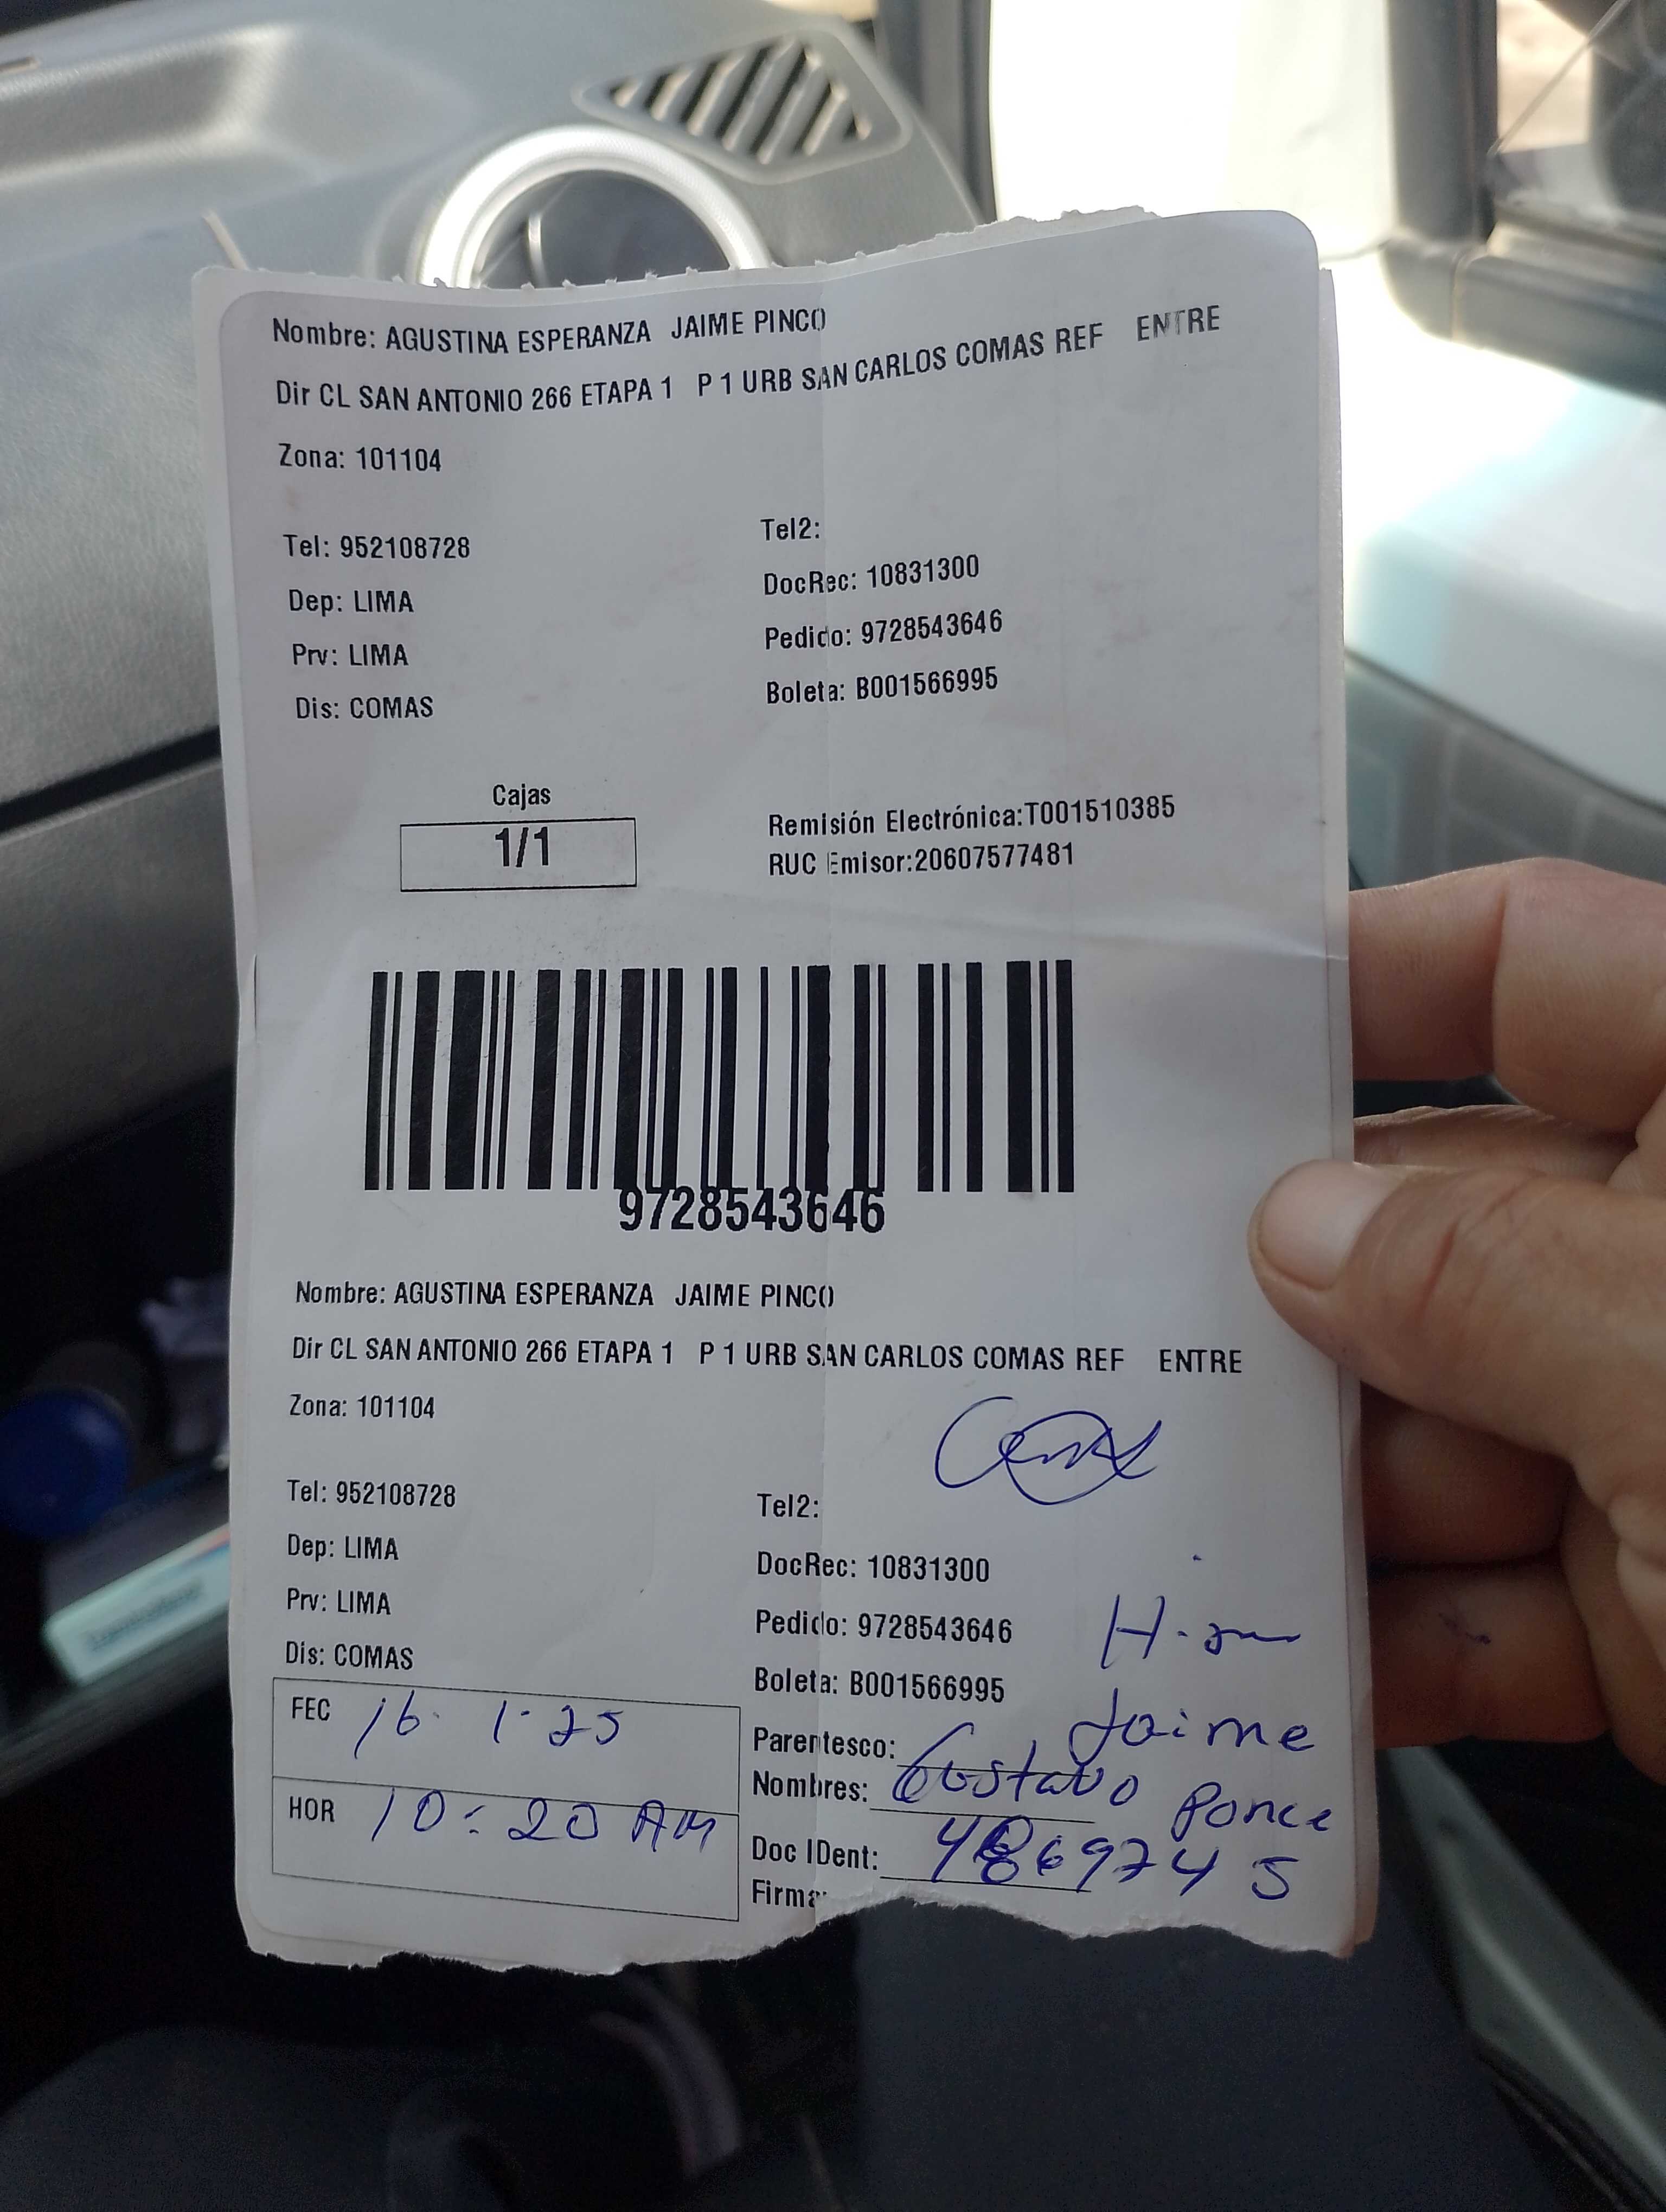 Nombre: AGUSTINA ESPERANZA JAIME PINCO
Dir CL SAN ANTONIO 266 ETAPA 1 P 1 URB SAN CARLOS COMAS REF ENTRE
Zona: 101104
Tel: 952108728
Tel2:
Dep: LIMA
DocRec: 10831300
Prv: LIMA
Pedido: 9728543646
Dis: COMAS
Boleta: B001566995
Cajas
1/1
Remisión Electrónica:T001510385
RUC Emisor:20607577481
9728543646
Nombre: AGUSTINA ESPERANZA JAIME PINCO
Dir CL SAN ANTONIO 266 ETAPA 1 P 1 URB SAN CARLOS COMAS REF ENTRE
Zona: 101104
Tel: 952108728
Tel2:
Dep: LIMA
DocRec: 10831300
Prv: LIMA
Pedido: 9728543646
Dis: COMAS
Boleta: B001566995
FEC 16 1.25
Parentesco:
Nombres: Gustavo Jaime Ponce
HOR 10:20 AM
Doc IDent:
Firma: